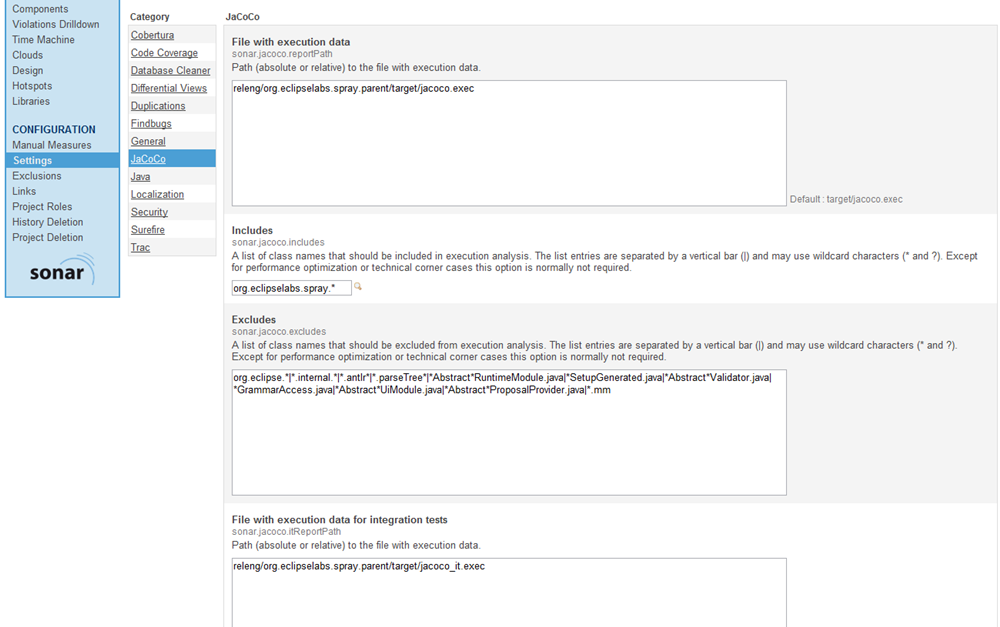 Components
Violations Drilldown
Time Machine
Clouds
Design
Hotspots
Libraries
CONFIGURATION
Manual Measures
Settings
Exclusions
Links
Project Roles
History Deletion
Project Deletion
sonar
Category
Cobertura
Code Coverage
Database Cleaner
Differential Views
Duplications
Findbugs
General
JaCoCo
Java
Localization
Security
Surefire
Trac
JaCoCo
File with execution data
sonar.jacoco.reportPath
Path (absolute or relative) to the file with execution data.
releng/org.eclipselabs.spray.parent/target/jacoco.exec
Default : target/jacoco.exec
Includes
sonar.jacoco.includes
A list of class names that should be included in execution analysis. The list entries are separated by a vertical bar (|) and may use wildcard characters (* and ?). Except
for performance optimization or technical corner cases this option is normally not required.
org.eclipselabs.spray.*
Excludes
sonar.jacoco.excludes
A list of class names that should be excluded from execution analysis. The list entries are separated by a vertical bar (|) and may use wildcard characters (* and ?).
Except for performance optimization or technical corner cases this option is normally not required.
org.eclipse.*|*.internal.*|*.antlr*|*.parseTree*|*Abstract*RuntimeModule.java|*SetupGenerated.java|*Abstract*Validator.java|
*GrammarAccess.java|*Abstract*UiModule.java|*Abstract*ProposalProvider.java|*.mm
File with execution data for integration tests
sonar.jacoco.itReportPath
Path (absolute or relative) to the file with execution data.
releng/org.eclipselabs.spray.parent/target/jacoco_it.exec